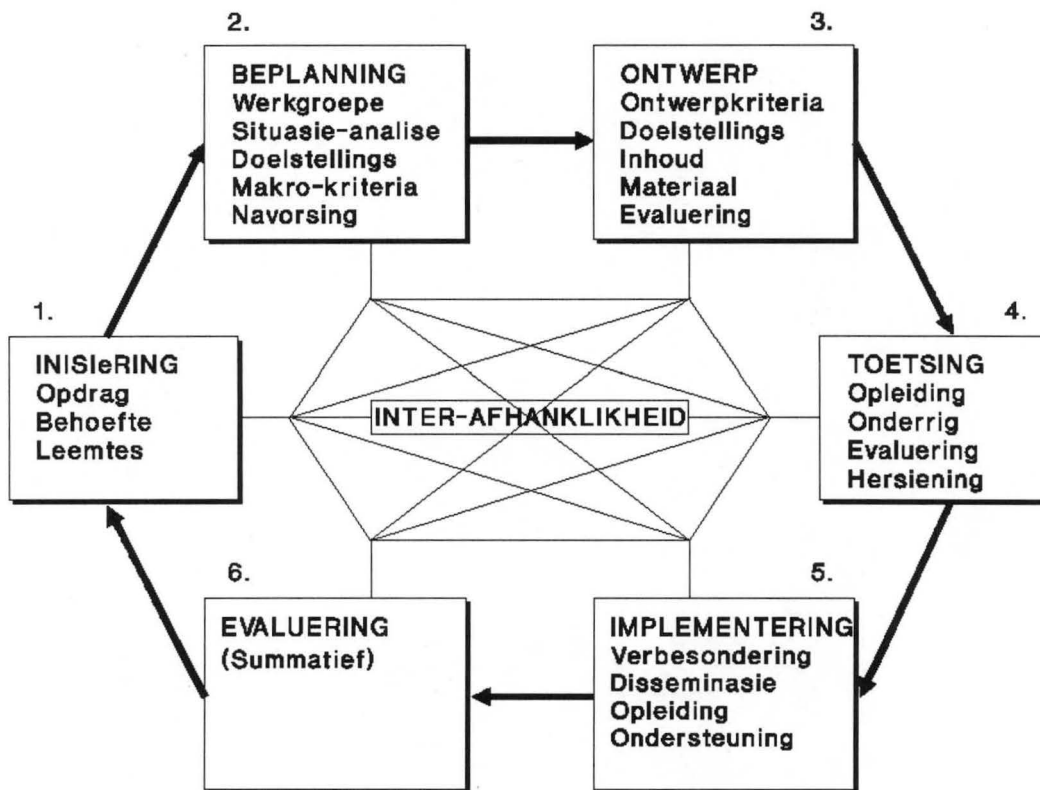 1.
INISIeRING
Opdrag
Behoefte
Leemtes
2.
BEPLANNING
Werkgroepe
Situasie-analise
Doelstellings
Makro-kriteria
Navorsing
3.
ONTWERP
Ontwerpkriteria
Doelstellings
Inhoud
Materiaal
Evaluering
4.
TOETSING
Opleiding
Onderrig
Evaluering
Hersiening
5.
IMPLEMENTERING
Verbesondering
Disseminasie
Opleiding
Ondersteuning
6.
EVALUERING
(Summatief)
INTER-AFHANKLIKHEID